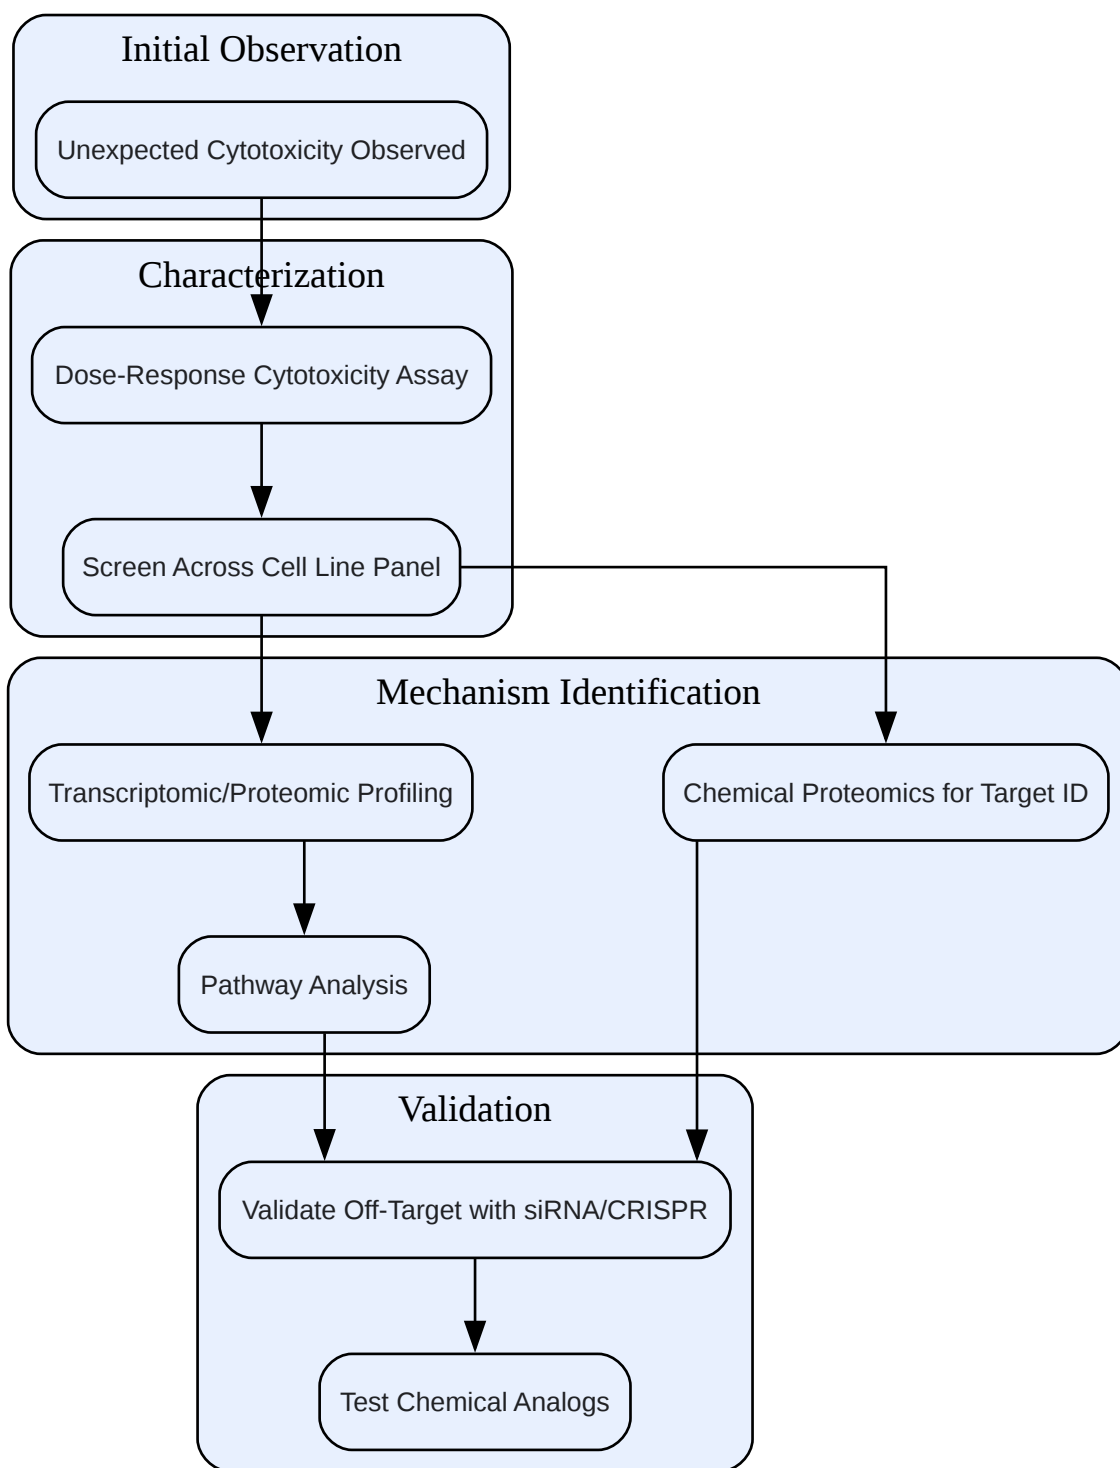 Initial Observation
Unexpected Cytotoxicity Observed
Characterization
Dose-Response Cytotoxicity Assay
Screen Across Cell Line Panel
Mechanism Identification
Transcriptomic/Proteomic Profiling
Chemical Proteomics for Target ID
Pathway Analysis
Validation
Validate Off-Target with siRNA/CRISPR
Test Chemical Analogs